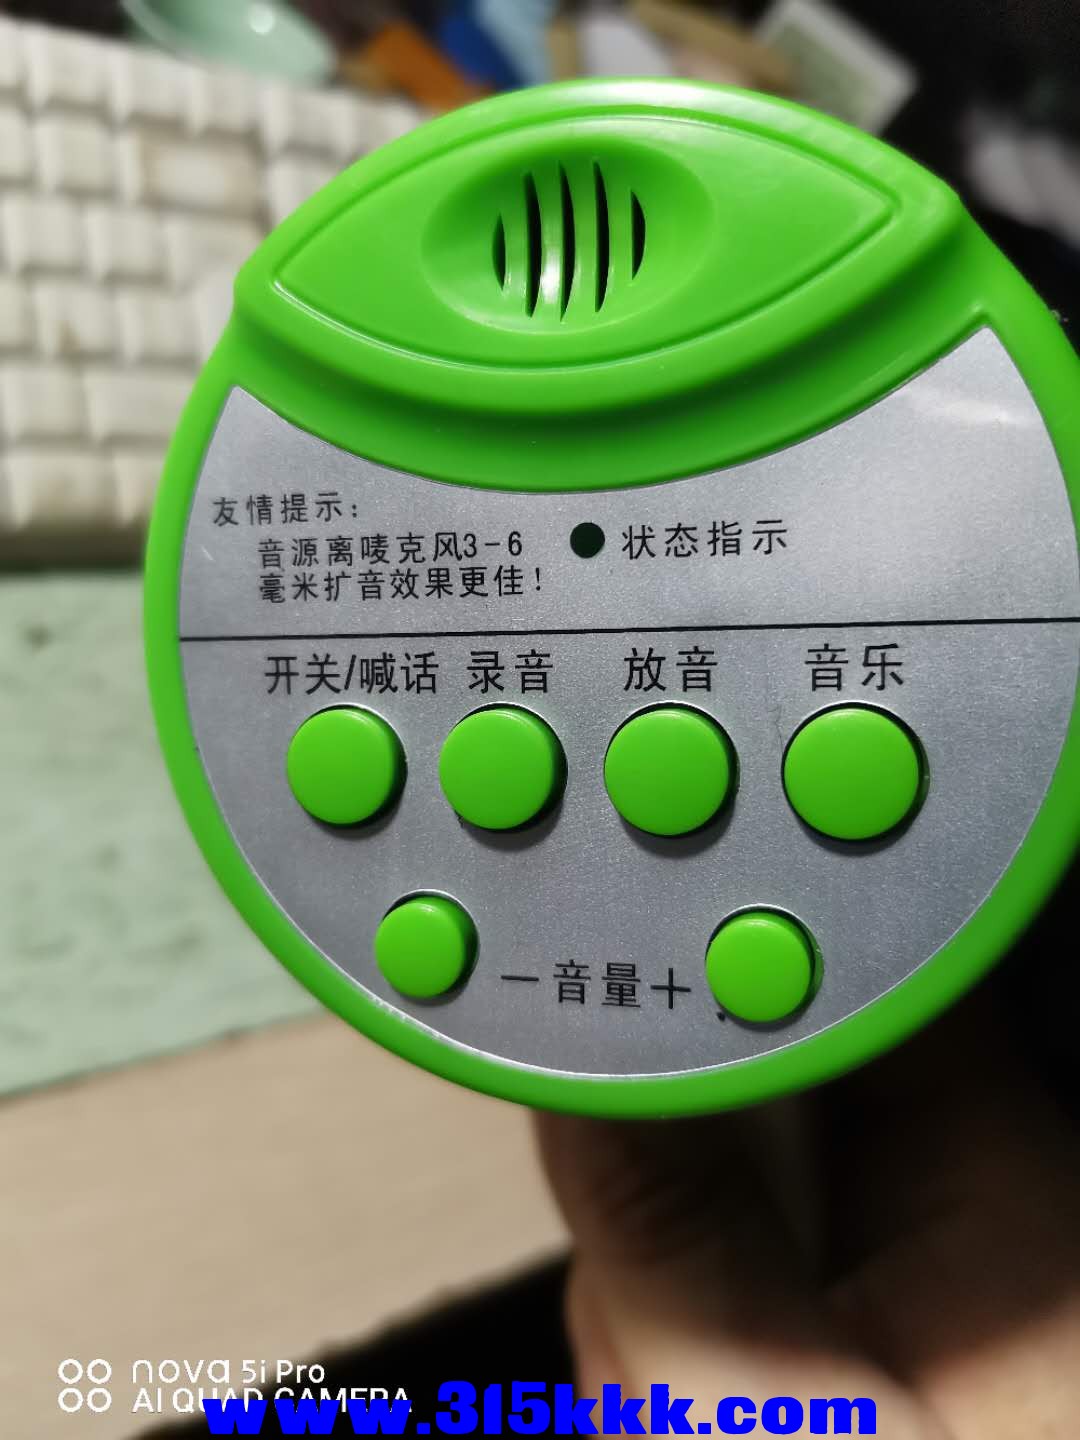 友情提示：
音源离唛克风3-6
毫米扩音效果更佳！
状态指示
开关/喊话 录音 放音 音乐
－音量＋
nova 5i Pro
AI QUAD CAMERA
www.315kkk.com